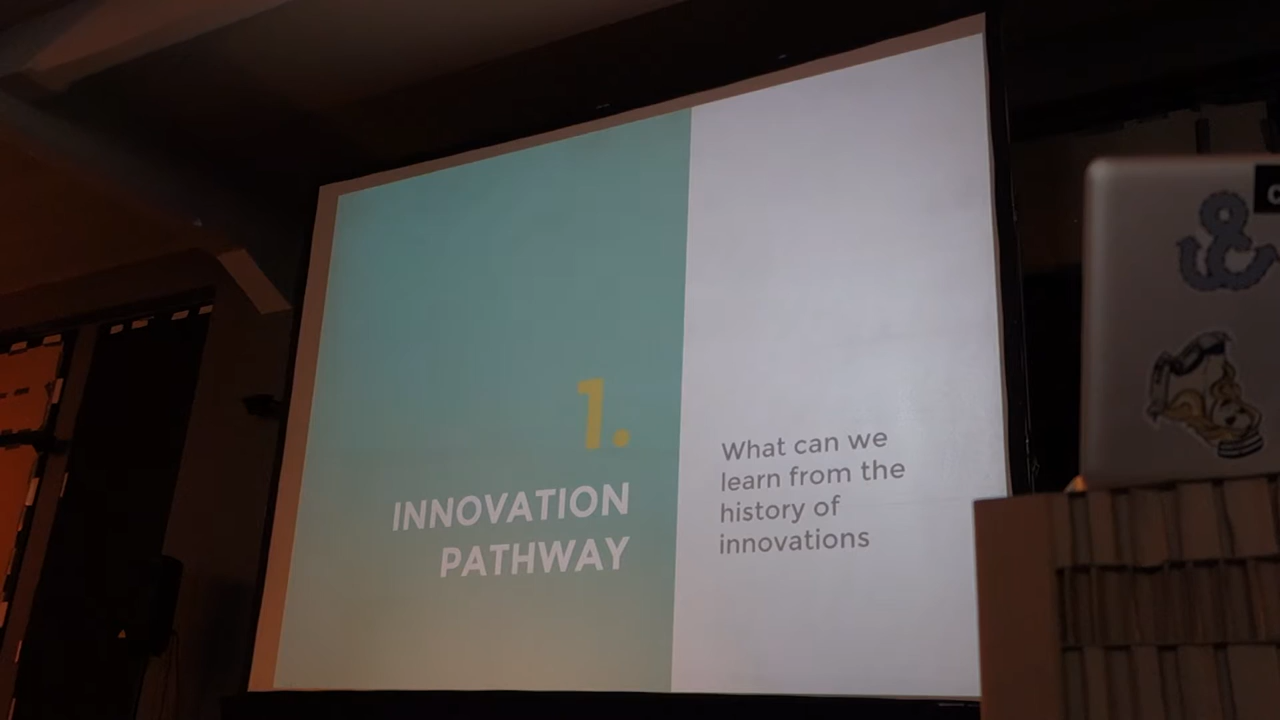 1.
INNOVATION
PATHWAY
What can we
learn from the
history of
innovations